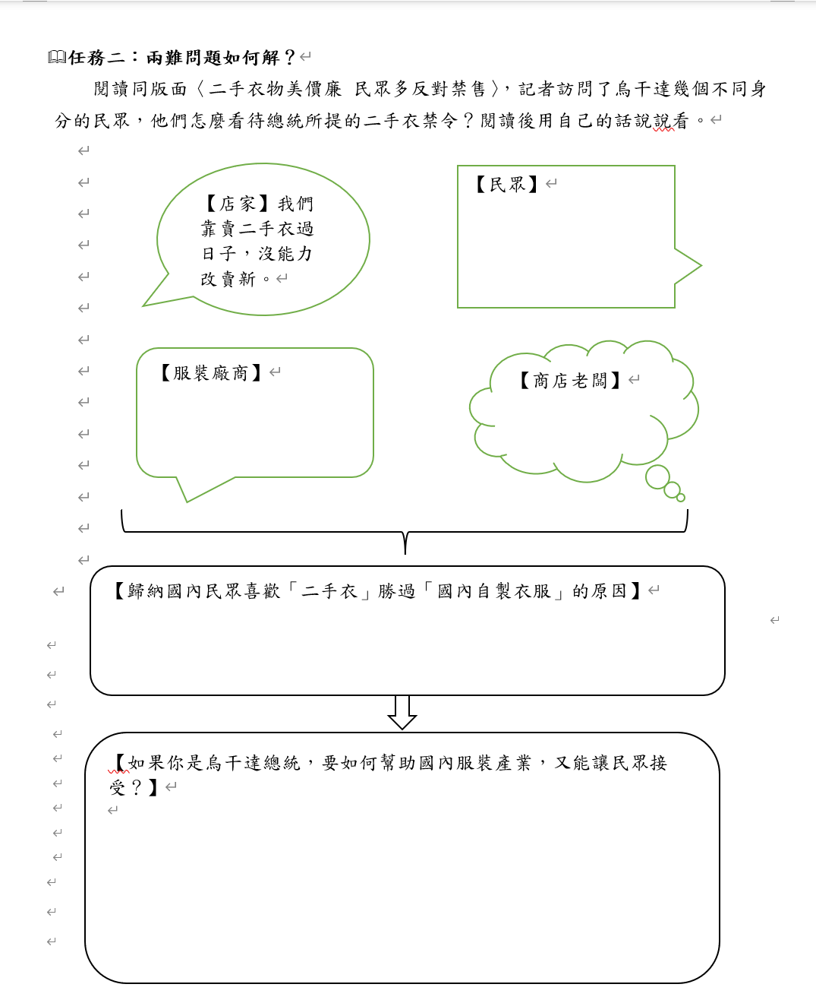 📖任務二：兩難問題如何解？
閱讀同版面〈二手衣物美價廉 民眾多反對禁售〉，記者訪問了烏干達幾個不同身
分的民眾，他們怎麼看待總統所提的二手衣禁令？閱讀後用自己的話說說看。
【店家】我們
靠賣二手衣過
日子，沒能力
改賣新。
【民眾】
【服裝廠商】
【商店老闆】
【歸納國內民眾喜歡「二手衣」勝過「國內自製衣服」的原因】
【如果你是烏干達總統，要如何幫助國內服裝產業，又能讓民眾接
受？】